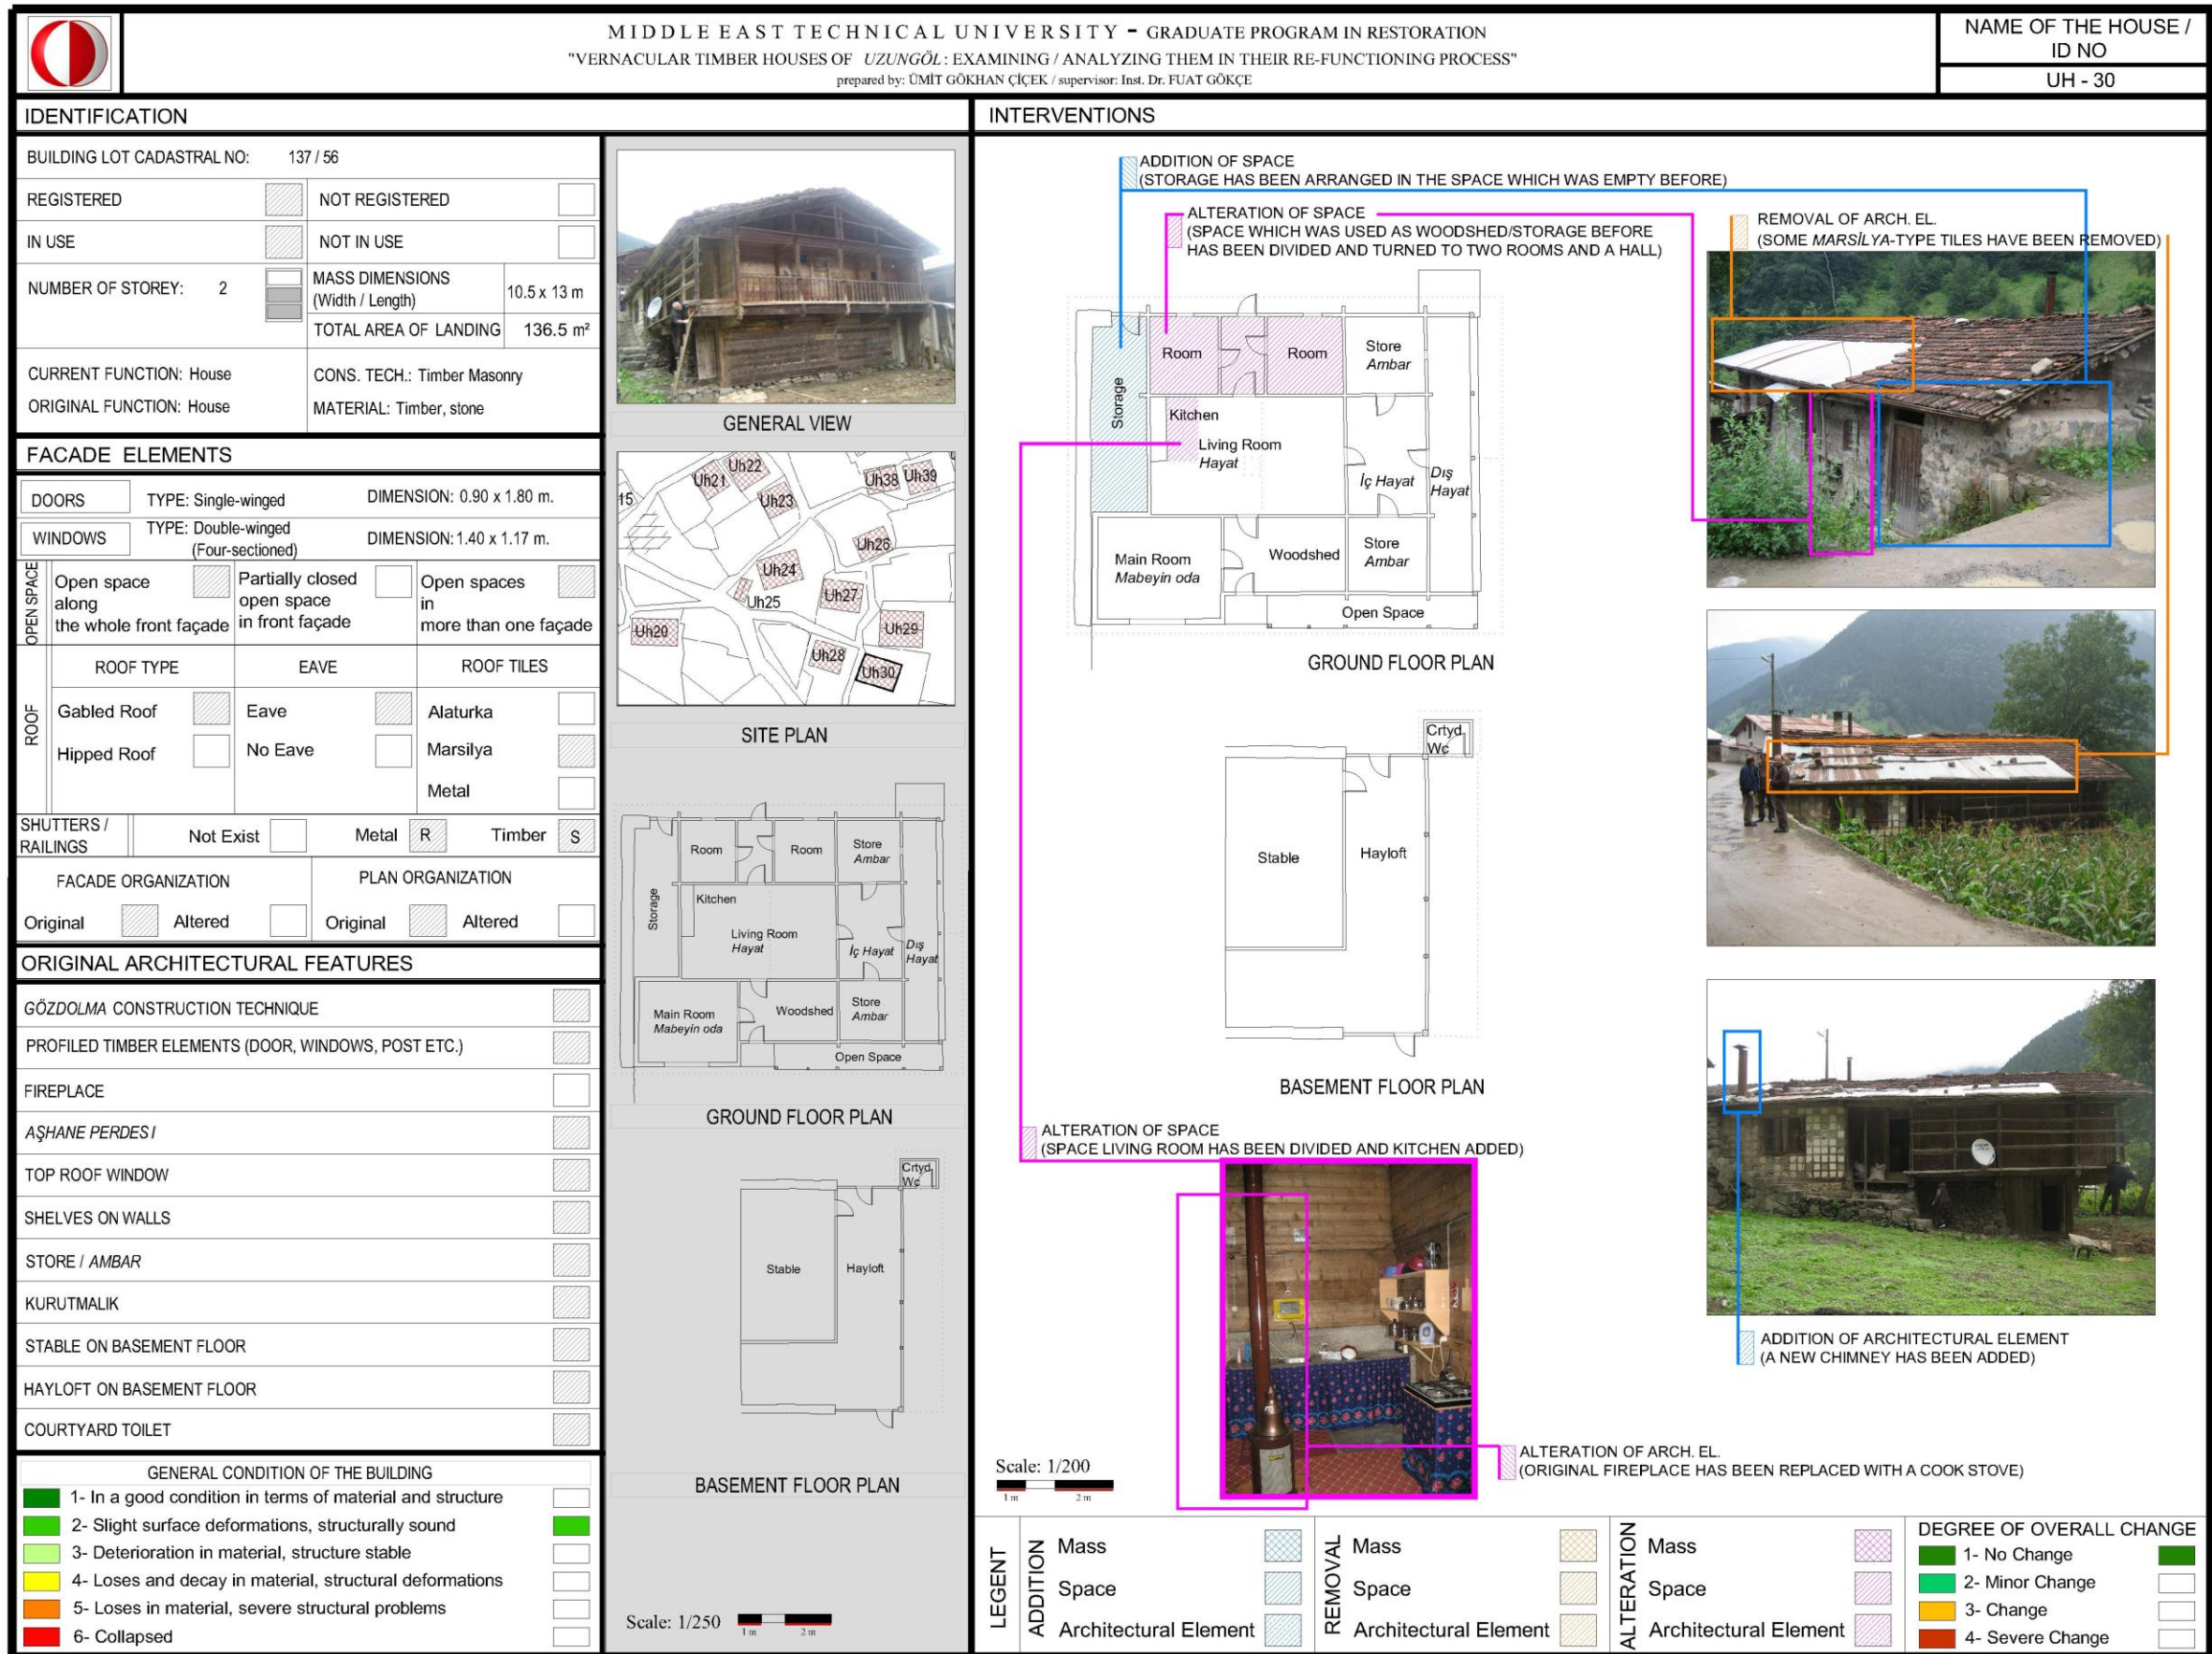 MIDDLE EAST TECHNICAL UNIVERSITY - GRADUATE PROGRAM IN RESTORATION
"VERNACULAR TIMBER HOUSES OF UZUNGÖL: EXAMINING / ANALYZING THEM IN THEIR RE-FUNCTIONING PROCESS"
prepared by: ÜMİT GÖKHAN ÇİÇEK / supervisor: Inst. Dr. FUAT GÖKÇE
NAME OF THE HOUSE /
ID NO
UH - 30
IDENTIFICATION
BUILDING LOT CADASTRAL NO: 137 / 56
REGISTERED
NOT REGISTERED
IN USE
NOT IN USE
NUMBER OF STOREY: 2
MASS DIMENSIONS
(Width / Length)
10.5 x 13 m
TOTAL AREA OF LANDING
136.5 m²
CURRENT FUNCTION: House
ORIGINAL FUNCTION: House
CONS. TECH.: Timber Masonry
MATERIAL: Timber, stone
FACADE ELEMENTS
DOORS
TYPE: Single-winged
DIMENSION: 0.90 x 1.80 m.
WINDOWS
TYPE: Double-winged
(Four-sectioned)
DIMENSION: 1.40 x 1.17 m.
OPEN SPACE
Open space
along
the whole front façade
Partially closed
open space
in front façade
Open spaces
in
more than one façade
ROOF
ROOF TYPE
EAVE
ROOF TILES
Gabled Roof
Eave
Alaturka
Hipped Roof
No Eave
Marsilya
Metal
SHUTTERS /
RAILINGS
Not Exist
Metal R
Timber S
FACADE ORGANIZATION
PLAN ORGANIZATION
Original
Altered
Original
Altered
ORIGINAL ARCHITECTURAL FEATURES
GÖZDOLMA CONSTRUCTION TECHNIQUE
PROFILED TIMBER ELEMENTS (DOOR, WINDOWS, POST ETC.)
FIREPLACE
AŞHANE PERDESI
TOP ROOF WINDOW
SHELVES ON WALLS
STORE / AMBAR
KURUTMALIK
STABLE ON BASEMENT FLOOR
HAYLOFT ON BASEMENT FLOOR
COURTYARD TOILET
GENERAL CONDITION OF THE BUILDING
1- In a good condition in terms of material and structure
2- Slight surface deformations, structurally sound
3- Deterioration in material, structure stable
4- Loses and decay in material, structural deformations
5- Loses in material, severe structural problems
6- Collapsed
GENERAL VIEW
15
Uh21
Uh22
Uh23
Uh38
Uh39
Uh26
Uh24
Uh25
Uh27
Uh20
Uh29
Uh28
Uh30
SITE PLAN
Room
Room
Store
Ambar
Storage
Kitchen
Living Room
Hayat
İç Hayat
Dış
Hayat
Main Room
Mabeyin oda
Woodshed
Store
Ambar
Open Space
GROUND FLOOR PLAN
Crtyd.
Wc
Stable
Hayloft
BASEMENT FLOOR PLAN
Scale: 1/250
1 m
2 m
INTERVENTIONS
ADDITION OF SPACE
(STORAGE HAS BEEN ARRANGED IN THE SPACE WHICH WAS EMPTY BEFORE)
ALTERATION OF SPACE
(SPACE WHICH WAS USED AS WOODSHED/STORAGE BEFORE
HAS BEEN DIVIDED AND TURNED TO TWO ROOMS AND A HALL)
REMOVAL OF ARCH. EL.
(SOME MARSİLYA-TYPE TILES HAVE BEEN REMOVED)
Room
Room
Store
Ambar
Storage
Kitchen
Living Room
Hayat
İç Hayat
Dış
Hayat
Main Room
Mabeyin oda
Woodshed
Store
Ambar
Open Space
GROUND FLOOR PLAN
Crtyd.
Wc
Stable
Hayloft
BASEMENT FLOOR PLAN
ALTERATION OF SPACE
(SPACE LIVING ROOM HAS BEEN DIVIDED AND KITCHEN ADDED)
ADDITION OF ARCHITECTURAL ELEMENT
(A NEW CHIMNEY HAS BEEN ADDED)
ALTERATION OF ARCH. EL.
(ORIGINAL FIREPLACE HAS BEEN REPLACED WITH A COOK STOVE)
Scale: 1/200
1 m
2 m
LEGENT
ADDITION
Mass
Space
Architectural Element
REMOVAL
Mass
Space
Architectural Element
ALTERATION
Mass
Space
Architectural Element
DEGREE OF OVERALL CHANGE
1- No Change
2- Minor Change
3- Change
4- Severe Change